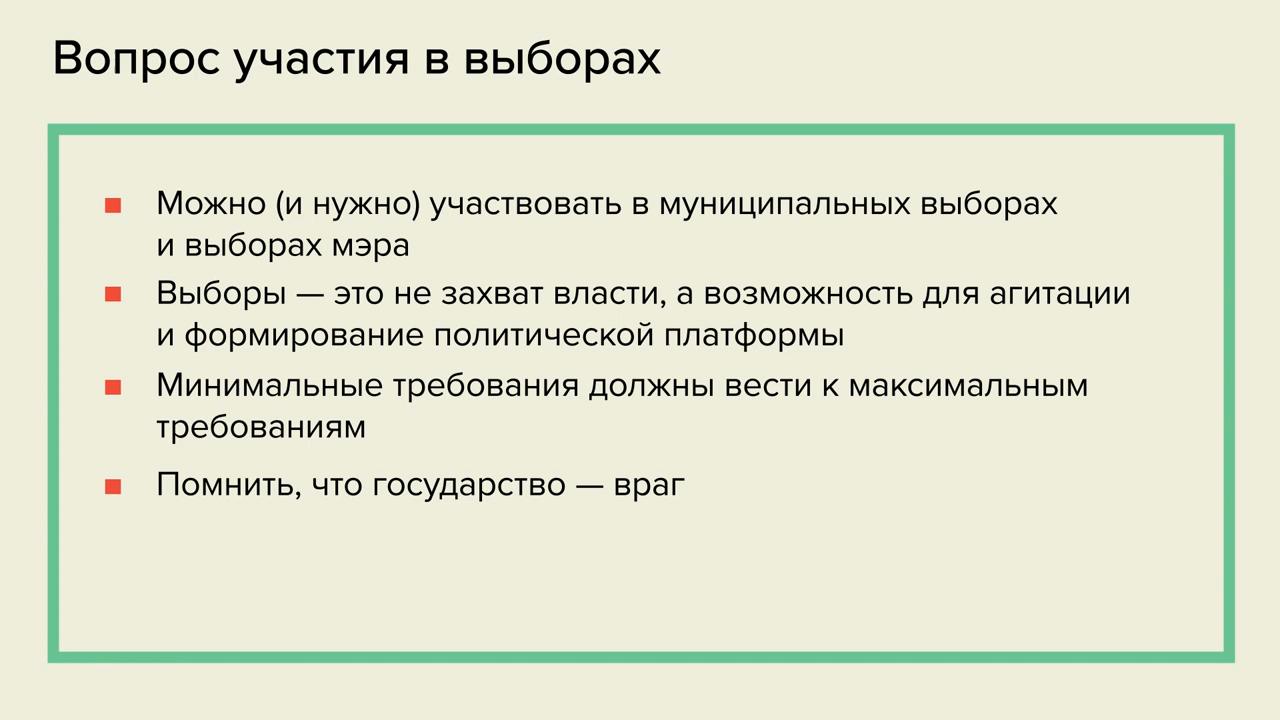 Вопрос участия в выборах
Можно (и нужно) участвовать в муниципальных выборах
и выборах мэра
Выборы — это не захват власти, а возможность для агитации
и формирование политической платформы
Минимальные требования должны вести к максимальным
требованиям
Помнить, что государство — враг